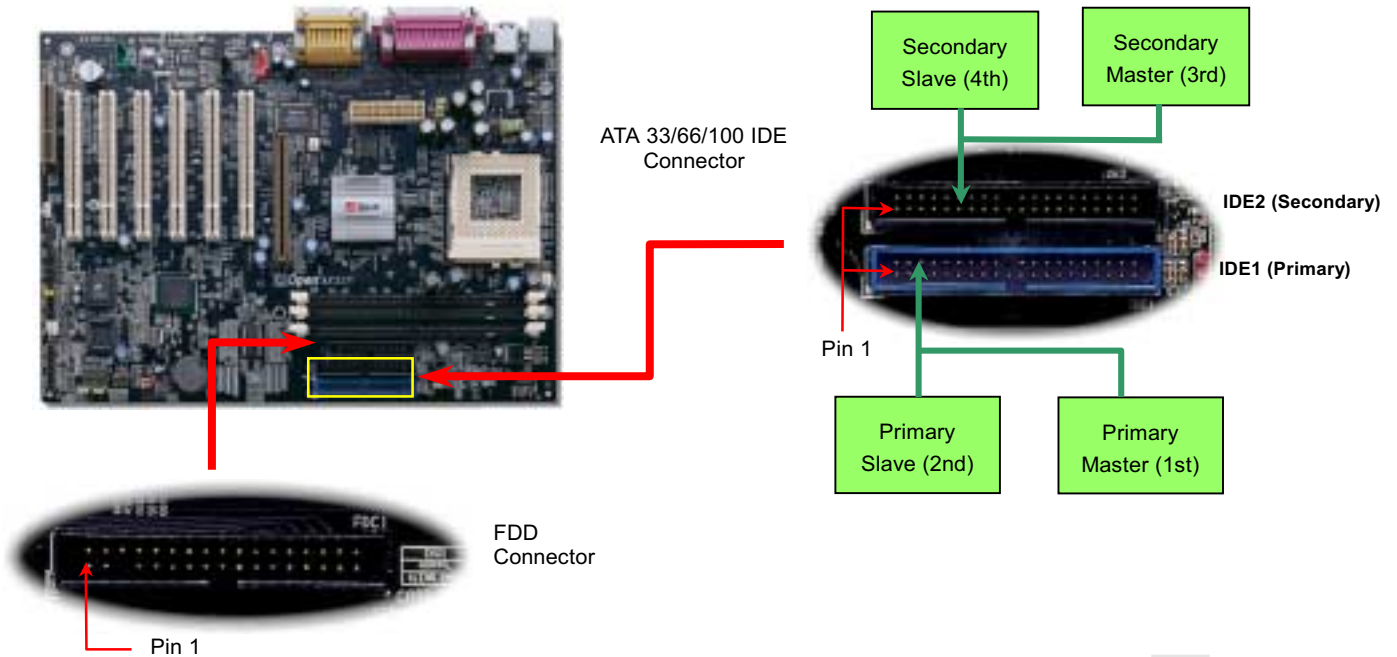 Secondary
Slave (4th)
Secondary
Master (3rd)
ATA 33/66/100 IDE
Connector
IDE2 (Secondary)
IDE1 (Primary)
Pin 1
Primary
Slave (2nd)
Primary
Master (1st)
FDC1
FDD
Connector
Pin 1